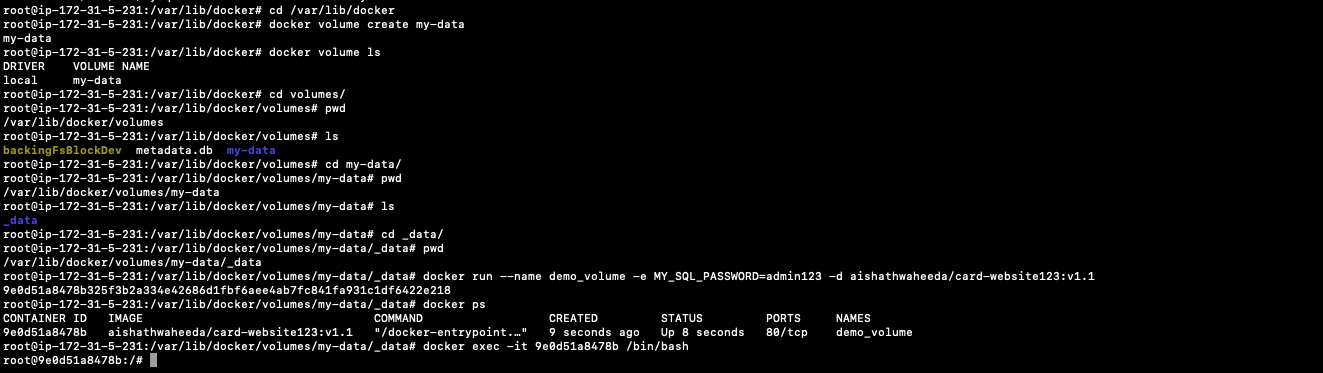 root@ip-172-31-5-231:/var/lib/docker# cd /var/lib/docker
root@ip-172-31-5-231:/var/lib/docker# docker volume create my-data
my-data
root@ip-172-31-5-231:/var/lib/docker# docker volume ls
DRIVER    VOLUME NAME
local     my-data
root@ip-172-31-5-231:/var/lib/docker# cd volumes/
root@ip-172-31-5-231:/var/lib/docker/volumes# pwd
/var/lib/docker/volumes
root@ip-172-31-5-231:/var/lib/docker/volumes# ls
backingFsBlockDev  metadata.db  my-data
root@ip-172-31-5-231:/var/lib/docker/volumes# cd my-data/
root@ip-172-31-5-231:/var/lib/docker/volumes/my-data# pwd
/var/lib/docker/volumes/my-data
root@ip-172-31-5-231:/var/lib/docker/volumes/my-data# ls
_data
root@ip-172-31-5-231:/var/lib/docker/volumes/my-data# cd _data/
root@ip-172-31-5-231:/var/lib/docker/volumes/my-data/_data# pwd
/var/lib/docker/volumes/my-data/_data
root@ip-172-31-5-231:/var/lib/docker/volumes/my-data/_data# docker run --name demo_volume -e MY_SQL_PASSWORD=admin123 -d aishathwaheeda/card-website123:v1.1
9e0d51a8478b325f3b2a334e42686d1fbf6aee4ab7fc841fa931c1df6422e218
root@ip-172-31-5-231:/var/lib/docker/volumes/my-data/_data# docker ps
CONTAINER ID   IMAGE                                 COMMAND                  CREATED         STATUS         PORTS     NAMES
9e0d51a8478b   aishathwaheeda/card-website123:v1.1   "/docker-entrypoint.…"   9 seconds ago   Up 8 seconds   80/tcp    demo_volume
root@ip-172-31-5-231:/var/lib/docker/volumes/my-data/_data# docker exec -it 9e0d51a8478b /bin/bash
root@9e0d51a8478b:/#